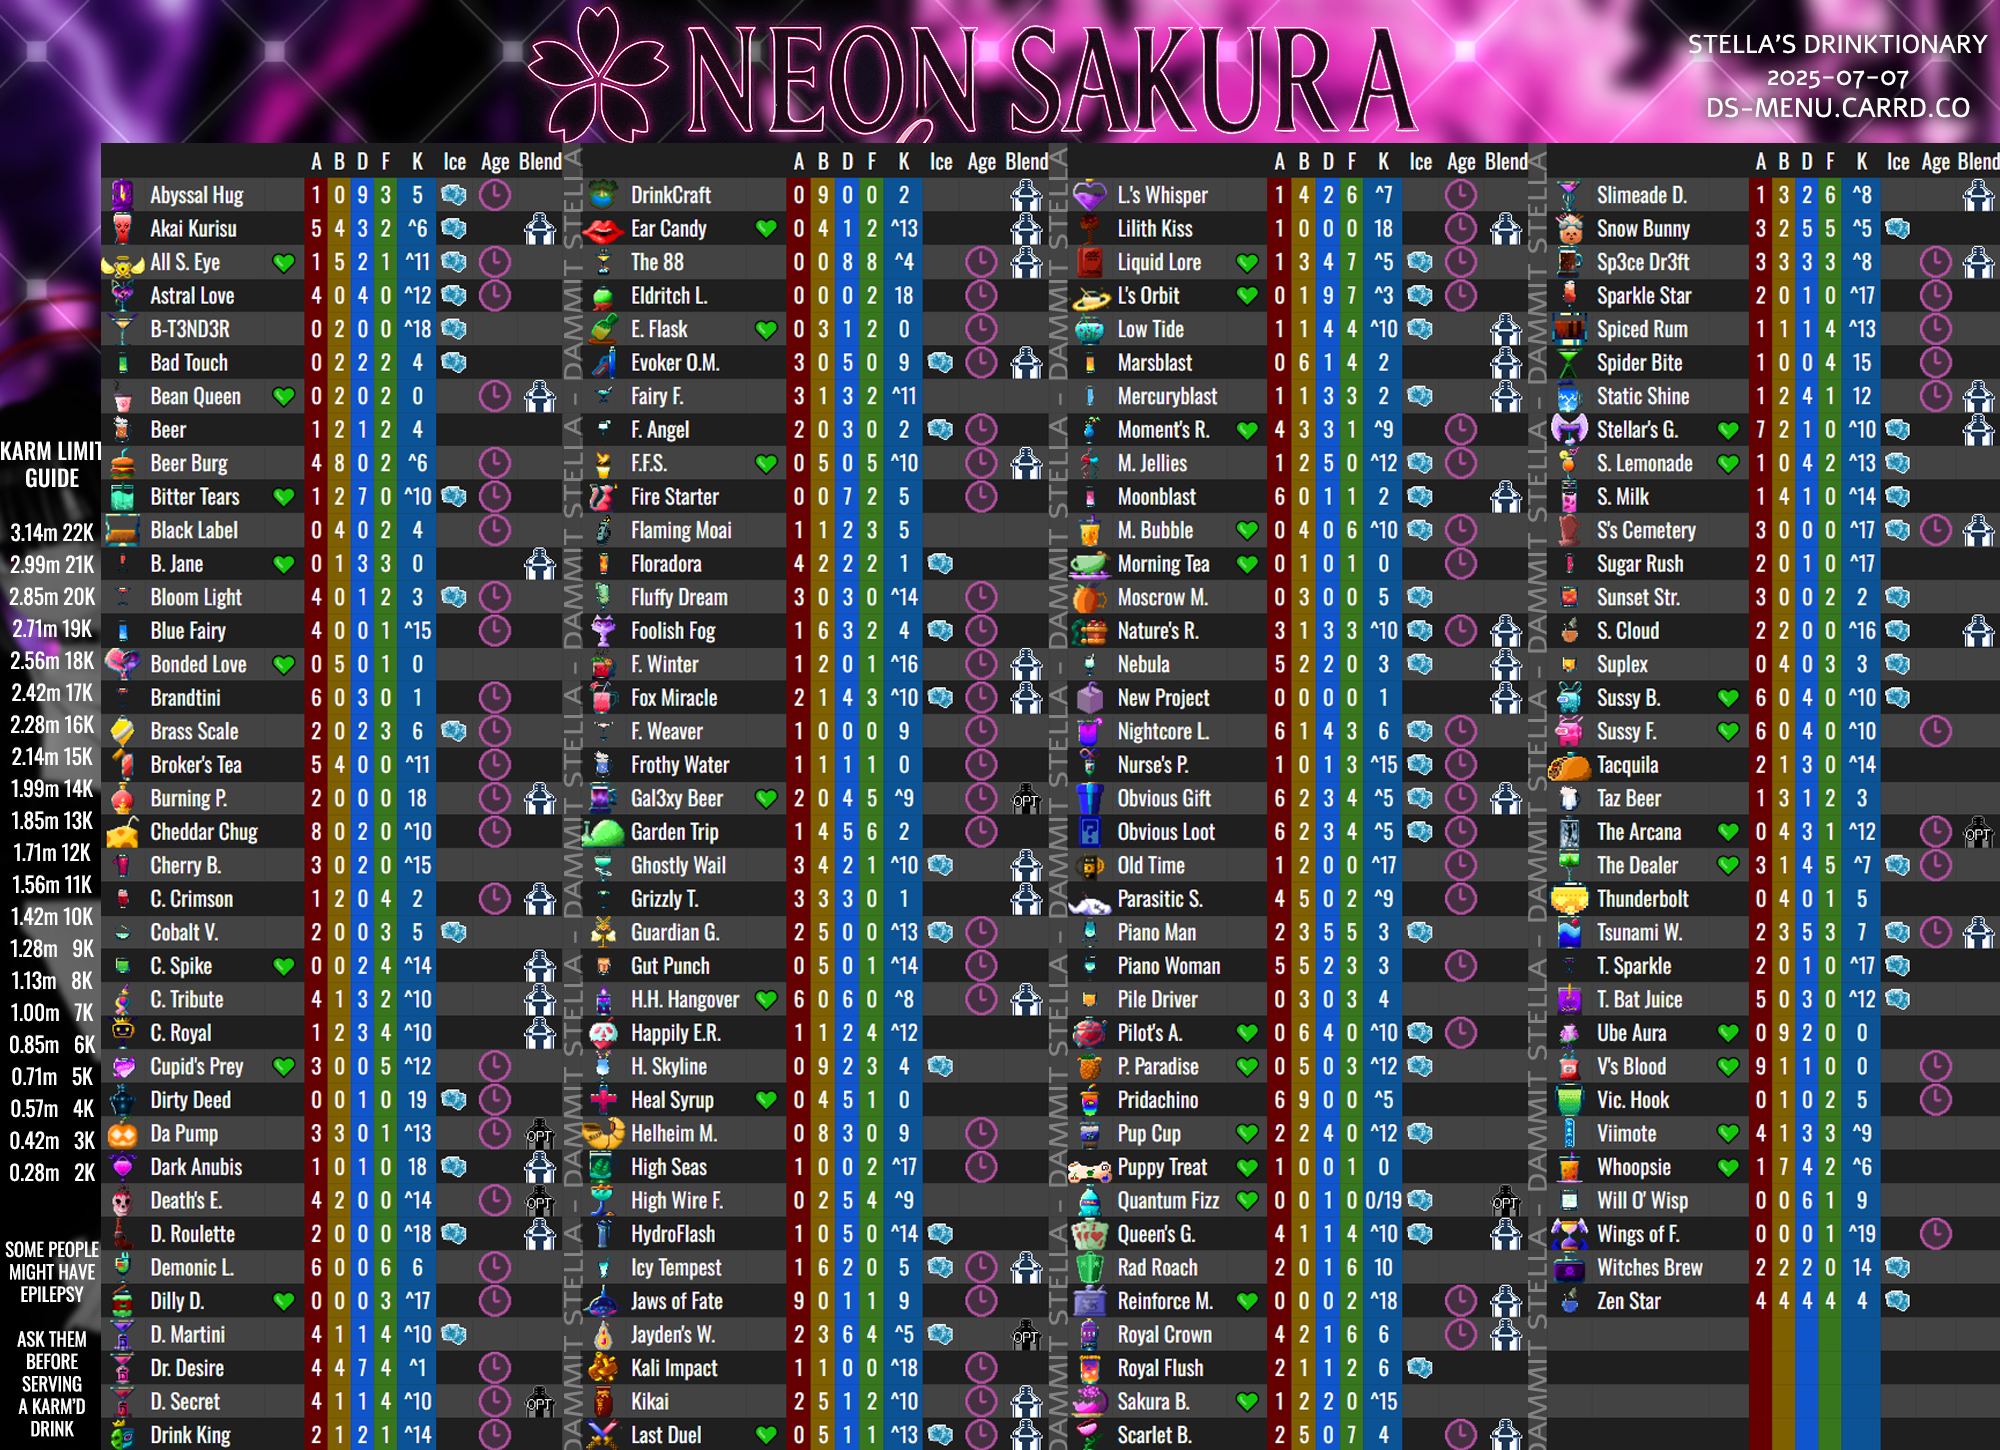 NEON SAKURA
STELLA'S DRINKTIONARY
2025-07-07
DS-MENU.CARRD.CO
KARM LIMIT
GUIDE
3.14m 22K
2.99m 21K
2.85m 20K
2.71m 19K
2.56m 18K
2.42m 17K
2.28m 16K
2.14m 15K
1.99m 14K
1.85m 13K
1.71m 12K
1.56m 11K
1.42m 10K
1.28m 9K
1.13m 8K
1.00m 7K
0.85m 6K
0.71m 5K
0.57m 4K
0.42m 3K
0.28m 2K
SOME PEOPLE
MIGHT HAVE
EPILEPSY
ASK THEM
BEFORE
SERVING
A KARM'D
DRINK
A B D F K Ice Age Blend
Abyssal Hug 1 0 9 3 5
Akai Kurisu 5 4 3 2 ^6
All S. Eye 1 5 2 1 ^11
Astral Love 4 0 4 0 ^12
B-T3ND3R 0 2 0 0 ^18
Bad Touch 0 2 2 2 4
Bean Queen 0 2 0 2 0
Beer 1 2 1 2 4
Beer Burg 4 8 0 2 ^6
Bitter Tears 1 2 7 0 ^10
Black Label 0 4 0 2 4
B. Jane 0 1 3 3 0
Bloom Light 4 0 1 2 3
Blue Fairy 4 0 0 1 ^15
Bonded Love 0 5 0 1 0
Brandtini 6 0 3 0 1
Brass Scale 2 0 2 3 6
Broker's Tea 5 4 0 0 ^11
Burning P. 2 0 0 0 18
Cheddar Chug 8 0 2 0 ^10
Cherry B. 3 0 2 0 ^15
C. Crimson 1 2 0 4 2
Cobalt V. 2 0 0 3 5
C. Spike 0 0 2 4 ^14
C. Tribute 4 1 3 2 ^10
C. Royal 1 2 3 4 ^10
Cupid's Prey 3 0 0 5 ^12
Dirty Deed 0 0 1 0 19
Da Pump 3 3 0 1 ^13 OPT
Dark Anubis 1 0 1 0 18
Death's E. 4 2 0 0 ^14 OPT
D. Roulette 2 0 0 0 ^18
Demonic L. 6 0 0 6 6
Dilly D. 0 0 0 3 ^17
D. Martini 4 1 1 4 ^10
Dr. Desire 4 4 7 4 ^1
D. Secret 4 1 1 4 ^10 OPT
Drink King 2 1 2 1 ^14
DAMMIT STELLA - DAMMIT STELLA - DAMMIT STELLA - DAMMIT STELLA - DAMMIT STELLA
A B D F K Ice Age Blend
DrinkCraft 0 9 0 0 2
Ear Candy 0 4 1 2 ^13
The 88 0 0 8 8 ^4
Eldritch L. 0 0 0 2 18
E. Flask 0 3 1 2 0
Evoker O.M. 3 0 5 0 9
Fairy F. 3 1 3 2 ^11
F. Angel 2 0 3 0 2
F.F.S. 0 5 0 5 ^10
Fire Starter 0 0 7 2 5
Flaming Moai 1 1 2 3 5
Floradora 4 2 2 2 1
Fluffy Dream 3 0 3 0 ^14
Foolish Fog 1 6 3 2 4
F. Winter 1 2 0 1 ^16
Fox Miracle 2 1 4 3 ^10
F. Weaver 1 0 0 0 9
Frothy Water 1 1 1 1 0
Gal3xy Beer 2 0 4 5 ^9 OPT
Garden Trip 1 4 5 6 2
Ghostly Wail 3 4 2 1 ^10
Grizzly T. 3 3 3 0 1
Guardian G. 2 5 0 0 ^13
Gut Punch 0 5 0 1 ^14
H.H. Hangover 6 0 6 0 ^8
Happily E.R. 1 1 2 4 ^12
H. Skyline 0 9 2 3 4
Heal Syrup 0 4 5 1 0
Helheim M. 0 8 3 0 9
High Seas 1 0 0 2 ^17
High Wire F. 0 2 5 4 ^9
HydroFlash 1 0 5 0 ^14
Icy Tempest 1 6 2 0 5
Jaws of Fate 9 0 1 1 9
Jayden's W. 2 3 6 4 ^5 OPT
Kali Impact 1 1 0 0 ^18
Kikai 2 5 1 2 ^10
Last Duel 0 5 1 1 ^13
DAMMIT STELLA - DAMMIT STELLA - DAMMIT STELLA - DAMMIT STELLA - DAMMIT STELLA
A B D F K Ice Age Blend
L.'s Whisper 1 4 2 6 ^7
Lilith Kiss 1 0 0 0 18
Liquid Lore 1 3 4 7 ^5
L's Orbit 0 1 9 7 ^3
Low Tide 1 1 4 4 ^10
Marsblast 0 6 1 4 2
Mercuryblast 1 1 3 3 2
Moment's R. 4 3 3 1 ^9
M. Jellies 1 2 5 0 ^12
Moonblast 6 0 1 1 2
M. Bubble 0 4 0 6 ^10
Morning Tea 0 1 0 1 0
Moscrow M. 0 3 0 0 5
Nature's R. 3 1 3 3 ^10
Nebula 5 2 2 0 3
New Project 0 0 0 0 1
Nightcore L. 6 1 4 3 6
Nurse's P. 1 0 1 3 ^15
Obvious Gift 6 2 3 4 ^5
Obvious Loot 6 2 3 4 ^5
Old Time 1 2 0 0 ^17
Parasitic S. 4 5 0 2 ^9
Piano Man 2 3 5 5 3
Piano Woman 5 5 2 3 3
Pile Driver 0 3 0 3 4
Pilot's A. 0 6 4 0 ^10
P. Paradise 0 5 0 3 ^12
Pridachino 6 9 0 0 ^5
Pup Cup 2 2 4 0 ^12
Puppy Treat 1 0 0 1 0
Quantum Fizz 0 0 1 0 0/19 OPT
Queen's G. 4 1 1 4 ^10
Rad Roach 2 0 1 6 10
Reinforce M. 0 0 0 2 ^18
Royal Crown 4 2 1 6 6
Royal Flush 2 1 1 2 6
Sakura B. 1 2 2 0 ^15
Scarlet B. 2 5 0 7 4
DAMMIT STELLA - DAMMIT STELLA - DAMMIT STELLA - DAMMIT STELLA - DAMMIT STELLA
A B D F K Ice Age Blend
Slimeade D. 1 3 2 6 ^8
Snow Bunny 3 2 5 5 ^5
Sp3ce Dr3ft 3 3 3 3 ^8
Sparkle Star 2 0 1 0 ^17
Spiced Rum 1 1 1 4 ^13
Spider Bite 1 0 0 4 15
Static Shine 1 2 4 1 12
Stellar's G. 7 2 1 0 ^10
S. Lemonade 1 0 4 2 ^13
S. Milk 1 4 1 0 ^14
S's Cemetery 3 0 0 0 ^17
Sugar Rush 2 0 1 0 ^17
Sunset Str. 3 0 0 2 2
S. Cloud 2 2 0 0 ^16
Suplex 0 4 0 3 3
Sussy B. 6 0 4 0 ^10
Sussy F. 6 0 4 0 ^10
Tacquila 2 1 3 0 ^14
Taz Beer 1 3 1 2 3
The Arcana 0 4 3 1 ^12 OPT
The Dealer 3 1 4 5 ^7
Thunderbolt 0 4 0 1 5
Tsunami W. 2 3 5 3 7
T. Sparkle 2 0 1 0 ^17
T. Bat Juice 5 0 3 0 ^12
Ube Aura 0 9 2 0 0
V's Blood 9 1 1 0 0
Vic. Hook 0 1 0 2 5
Viimote 4 1 3 3 ^9
Whoopsie 1 7 4 2 ^6
Will O' Wisp 0 0 6 1 9
Wings of F. 0 0 0 1 ^19
Witches Brew 2 2 2 0 14
Zen Star 4 4 4 4 4